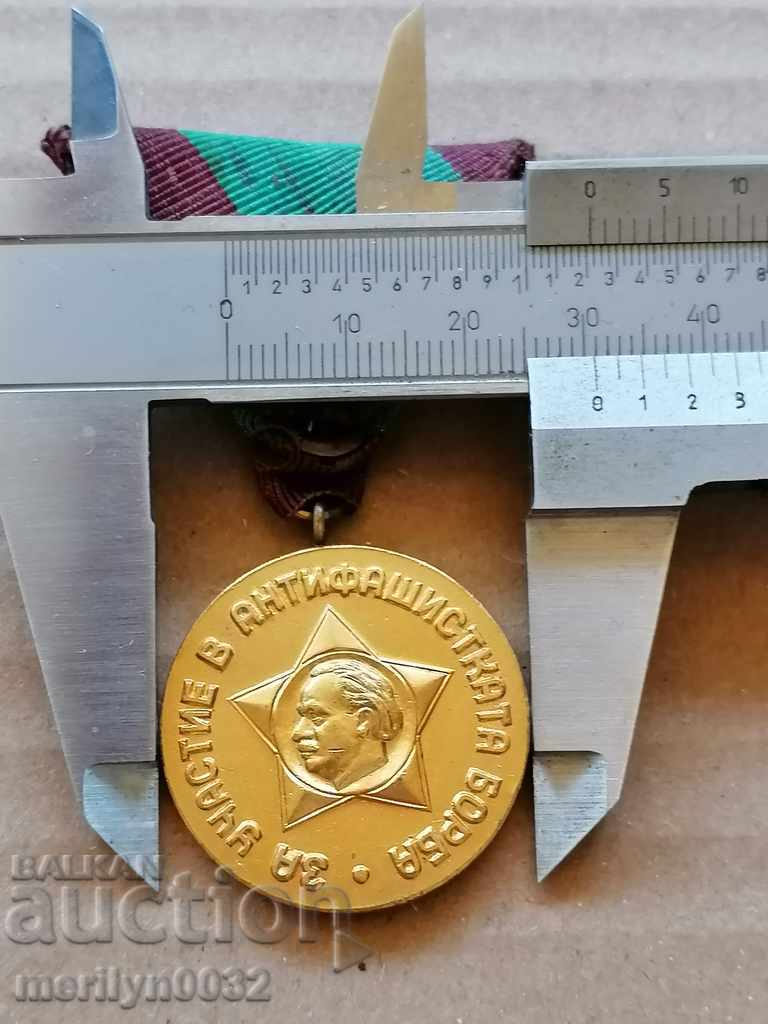 0 5 10
1 2 3 4 5 6 7 8 9 1 1 2 3 4 5 6 7 8
0 10 20 30 40
0 1 2 3
ЗА УЧАСТИЕ В АНТИФАШИСТКАТА БОРБА •
BALKAN
auction
merilyn0032